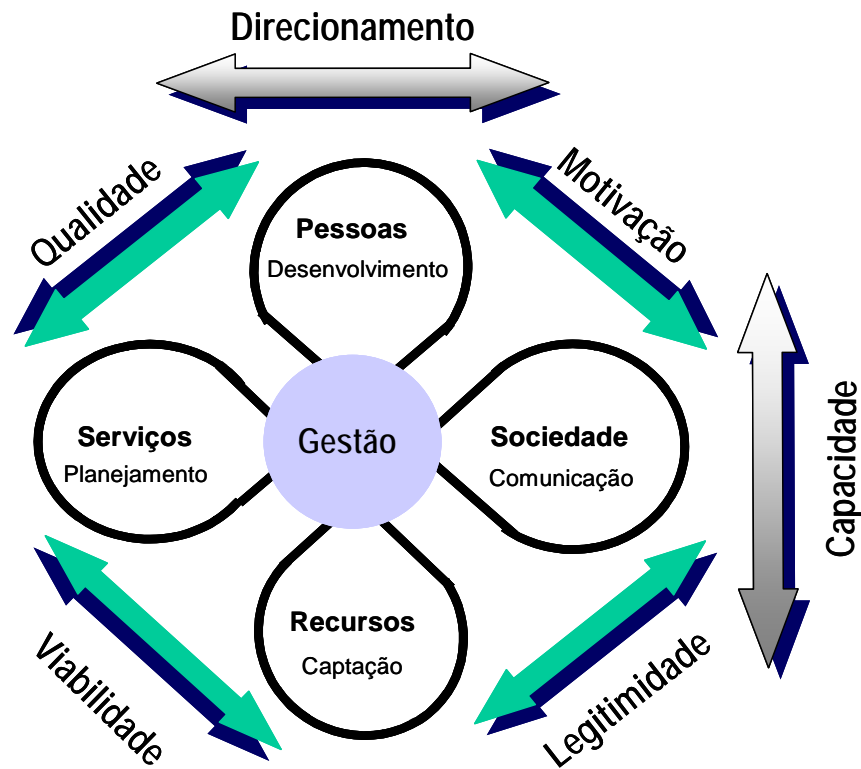 Direcionamento
Qualidade
Motivação
Pessoas
Desenvolvimento
Serviços
Planejamento
Gestão
Sociedade
Comunicação
Capacidade
Recursos
Captação
Viabilidade
Legitimidade